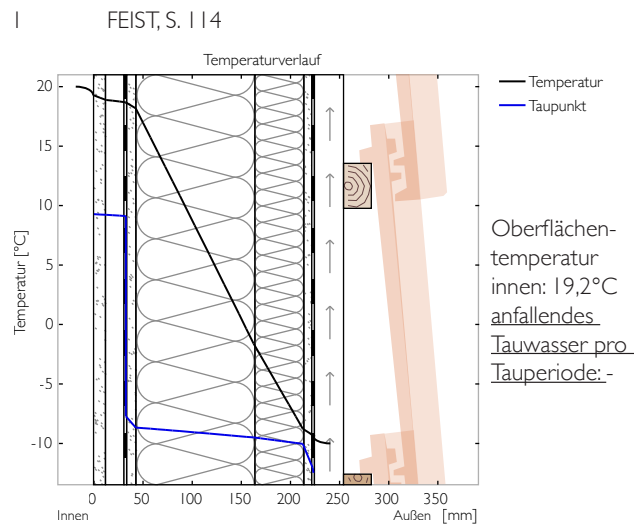 I FEIST, S. 114
Temperaturverlauf
Temperatur
Taupunkt
Temperatur [°C]
20
15
10
5
0
-5
-10
Oberflächen-
temperatur
innen: 19,2°C
anfallendes
Tauwasser pro
Tauperiode: -
0 50 100 150 200 250 300 350
Innen Außen [mm]